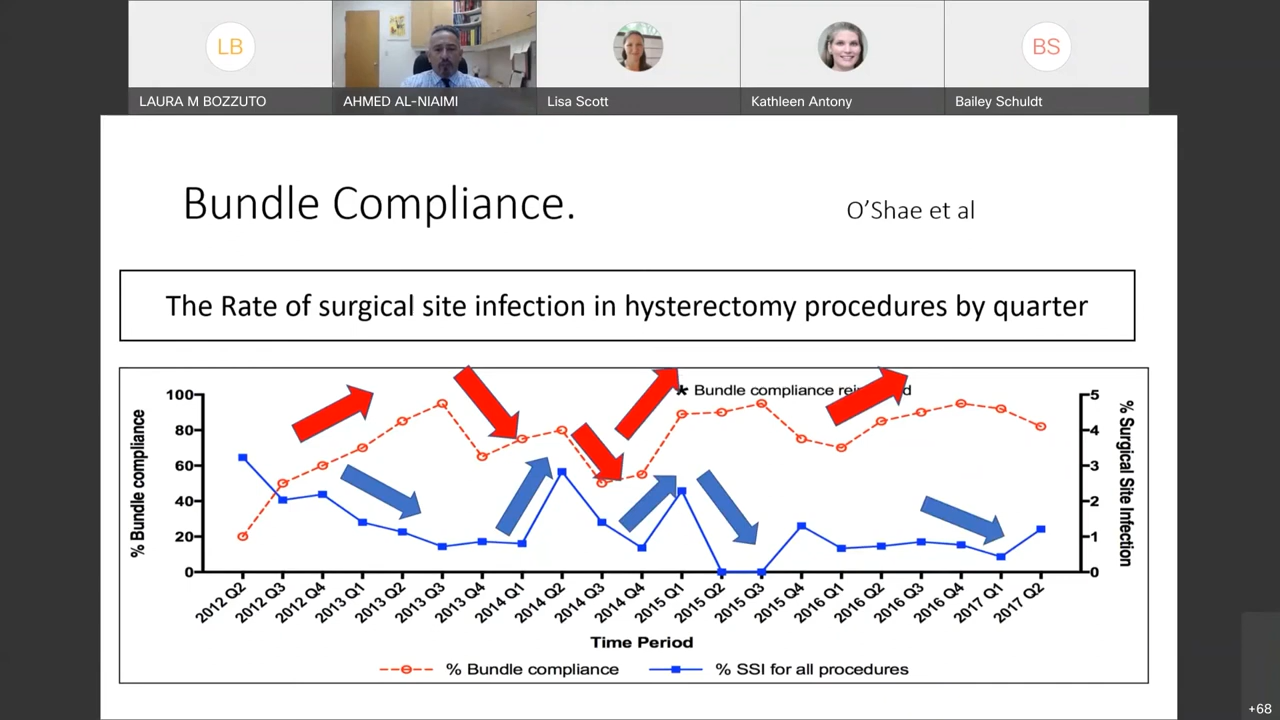 LB
BS
LAURA M BOZZUTO
AHMED AL-NIAIMI
Lisa Scott
Kathleen Antony
Bailey Schuldt
Bundle Compliance.
O'Shae et al
The Rate of surgical site infection in hysterectomy procedures by quarter
* Bundle compliance
% Bundle compliance
100
80
60
40
20
0
5
4
3
2
1
0
% Surgical Site Infection
2012 Q2
2012 Q3
2012 Q4
2013 Q1
2013 Q2
2013 Q3
2013 Q4
2014 Q1
2014 Q2
2014 Q3
2014 Q4
2015 Q1
2015 Q2
2015 Q3
2015 Q4
2016 Q1
2016 Q2
2016 Q3
2016 Q4
2017 Q1
2017 Q2
Time Period
% Bundle compliance
% SSI for all procedures
+68